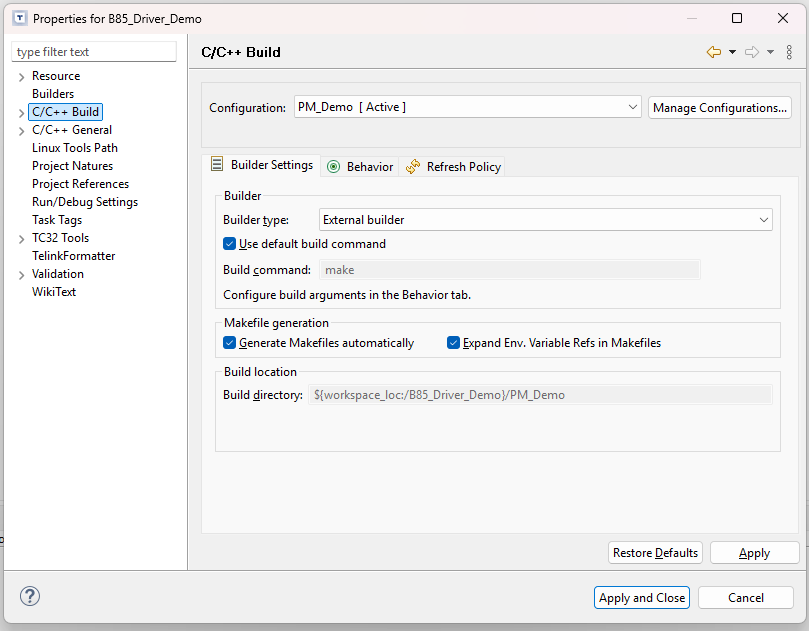 Properties for B85_Driver_Demo
type filter text
Resource
Builders
C/C++ Build
C/C++ General
Linux Tools Path
Project Natures
Project References
Run/Debug Settings
Task Tags
TC32 Tools
TelinkFormatter
Validation
WikiText
C/C++ Build
Configuration: PM_Demo [ Active ] Manage Configurations...
Builder Settings Behavior Refresh Policy
Builder
Builder type: External builder
Use default build command
Build command: make
Configure build arguments in the Behavior tab.
Makefile generation
Generate Makefiles automatically Expand Env. Variable Refs in Makefiles
Build location
Build directory: ${workspace_loc:/B85_Driver_Demo}/PM_Demo
Restore Defaults Apply
? Apply and Close Cancel